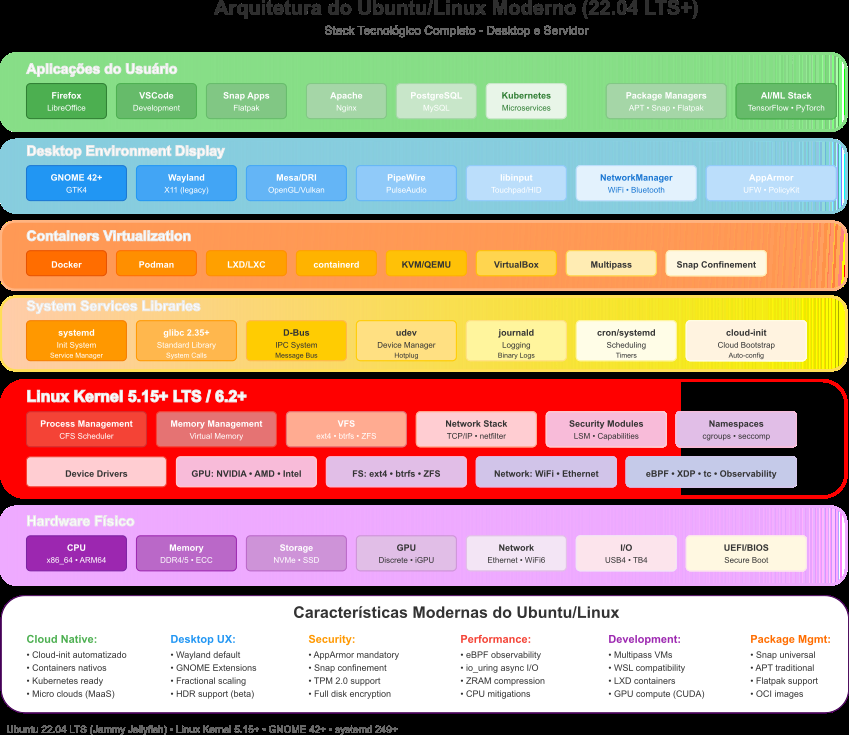 Arquitetura do Ubuntu/Linux Moderno (22.04 LTS+)
Stack Tecnológico Completo - Desktop e Servidor
Aplicações do Usuário
Firefox
LibreOffice
VSCode
Development
Snap Apps
Flatpak
Apache
Nginx
PostgreSQL
MySQL
Kubernetes
Microservices
Package Managers
APT • Snap • Flatpak
AI/ML Stack
TensorFlow • PyTorch
Desktop Environment Display
GNOME 42+
GTK4
Wayland
X11 (legacy)
Mesa/DRI
OpenGL/Vulkan
PipeWire
PulseAudio
libinput
Touchpad/HID
NetworkManager
WiFi • Bluetooth
AppArmor
UFW • PolicyKit
Containers Virtualization
Docker
Podman
LXD/LXC
containerd
KVM/QEMU
VirtualBox
Multipass
Snap Confinement
System Services Libraries
systemd
Init System
Service Manager
glibc 2.35+
Standard Library
System Calls
D-Bus
IPC System
Message Bus
udev
Device Manager
Hotplug
journald
Logging
Binary Logs
cron/systemd
Scheduling
Timers
cloud-init
Cloud Bootstrap
Auto-config
Linux Kernel 5.15+ LTS / 6.2+
Process Management
CFS Scheduler
Memory Management
Virtual Memory
VFS
ext4 • btrfs • ZFS
Network Stack
TCP/IP • netfilter
Security Modules
LSM • Capabilities
Namespaces
cgroups • seccomp
Device Drivers
GPU: NVIDIA • AMD • Intel
FS: ext4 • btrfs • ZFS
Network: WiFi • Ethernet
eBPF • XDP • tc • Observability
Hardware Físico
CPU
x86_64 • ARM64
Memory
DDR4/5 • ECC
Storage
NVMe • SSD
GPU
Discrete • iGPU
Network
Ethernet • WiFi6
I/O
USB4 • TB4
UEFI/BIOS
Secure Boot
Características Modernas do Ubuntu/Linux
Cloud Native:
• Cloud-init automatizado
• Containers nativos
• Kubernetes ready
• Micro clouds (MaaS)
Desktop UX:
• Wayland default
• GNOME Extensions
• Fractional scaling
• HDR support (beta)
Security:
• AppArmor mandatory
• Snap confinement
• TPM 2.0 support
• Full disk encryption
Performance:
• eBPF observability
• io_uring async I/O
• ZRAM compression
• CPU mitigations
Development:
• Multipass VMs
• WSL compatibility
• LXD containers
• GPU compute (CUDA)
Package Mgmt:
• Snap universal
• APT traditional
• Flatpak support
• OCI images
Ubuntu 22.04 LTS (Jammy Jellyfish) • Linux Kernel 5.15+ • GNOME 42+ • systemd 249+